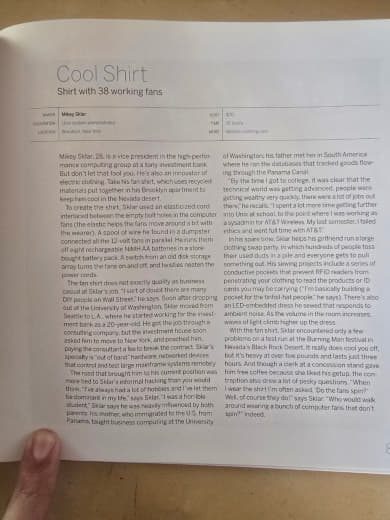 Cool Shirt
Shirt with 38 working fans
MAKER Mikey Sklar
OCCUPATION Unix system administrator
LOCATION Brooklyn, New York
COST
TIME
MORE
Mikey Sklar, 28, is a vice president in the high-perfor-
mance computing group at a tony investment bank.
But don't let that fool you. He's also an innovator of
electric clothing. Take his fan shirt, which uses recycled
materials put together in his Brooklyn apartment to
keep him cool in the Nevada desert.
To create the shirt, Sklar used an elasticized cord
interlaced between the empty bolt holes in the computer
fans (the elastic helps the fans move around a lot with
the wearer). A spool of wire he found in a dumpster
connected all the 12-volt fans in parallel. He runs them
off eight rechargeable NiMH AA batteries in a store-
bought battery pack. A switch from an old disk storage
array turns the fans on and off, and twisties neaten the
power cords.
The fan shirt does not exactly qualify as business
casual at Sklar's job. "I sort of doubt there are many
DIY people on Wall Street," he says. Soon after dropping
out at the University of Washington, Sklar moved from
Seattle to L.A., where he started working for the invest-
ment bank as a 20-year-old. He got the job through a
consulting company, but the investment house soon
asked him to move to New York, and poached him,
paying the consultant a fee to break the contract. Sklar's
specialty is "out of band" hardware, networked devices
that control and test large mainframe systems remotely.
The road that brought him to his current position was
more tied to Sklar's informal hacking than you would
think. "I've always had a lot of hobbies and I've let them
be dominant in my life," says Sklar. "I was a horrible
student." Sklar says he was heavily influenced by both
parents: his mother, who immigrated to the U.S. from
Panama, taught business computing at the University
of Washington; his father met her in South America
where he ran the databases that tracked goods flow-
ing through the Panama Canal.
"By the time I got to college, it was clear that the
technical world was getting advanced, people were
getting wealthy very quickly, there were a lot of jobs out
there," he recalls. "I spent a lot more time getting further
into Unix at school, to the point where I was working as
a sysadmin for AT&T Wireless. My last semester, I failed
ethics and went full time with AT&T."
In his spare time, Sklar helps his girlfriend run a large
clothing swap party, in which hundreds of people toss
their used duds in a pile and everyone gets to pull
something out. His sewing projects include a series of
conductive pockets that prevent RFID readers from
penetrating your clothing to read the products or ID
cards you may be carrying ("I'm basically building a
pocket for the tinfoil-hat people," he says). There's also
an LED-embedded dress he sewed that responds to
ambient noise. As the volume in the room increases,
waves of light climb higher up the dress.
With the fan shirt, Sklar encountered only a few
problems on a test run at the Burning Man festival in
Nevada's Black Rock Desert. It really does cool you off,
but it's heavy at over five pounds and lasts just three
hours. And though a clerk at a concession stand gave
him free coffee because she liked his getup, the con-
traption also drew a lot of pesky questions. "When
I wear the shirt I'm often asked, 'Do the fans spin?'
Well, of course they do!" says Sklar. "Who would walk
around wearing a bunch of computer fans that don't
spin?" Indeed.